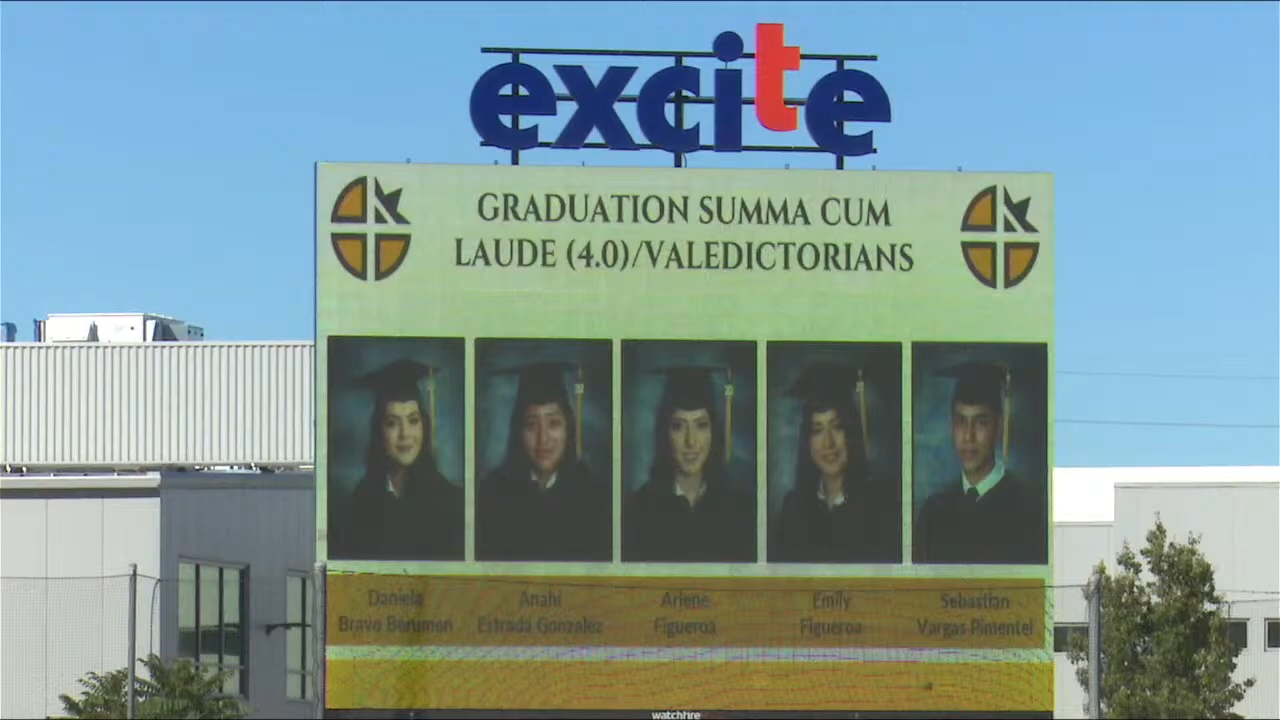 excite
GRADUATION SUMMA CUM
LAUDE (4.0)/VALEDICTORIANS
Daniela
Bravo Berumen
Anahi
Estrada Gonzalez
Arlene
Figueroa
Emily
Figueroa
Sebastian
Vargas Pimentel
watchfire